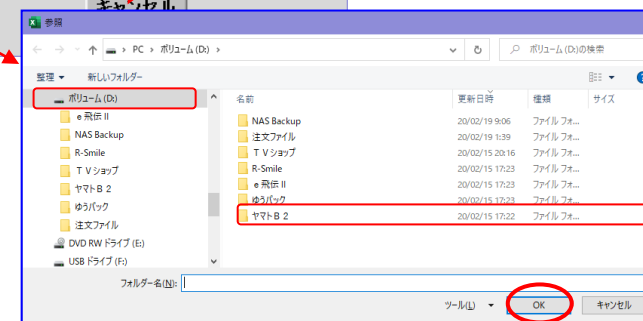 キャンセル
参照
PC › ボリューム (D:) ›
ボリューム (D:)の検索
整理 新しいフォルダー
ボリューム (D:)
e 飛伝 II
NAS Backup
R-Smile
ＴＶショップ
ヤマトＢ２
ゆうパック
注文ファイル
DVD RW ドライブ (E:)
USB ドライブ (F:)
名前 更新日時 種類 サイズ
NAS Backup 20/02/19 9:06 ファイル フォ...
注文ファイル 20/02/19 1:39 ファイル フォ...
ＴＶショップ 20/02/15 20:16 ファイル フォ...
R-Smile 20/02/15 17:23 ファイル フォ...
e 飛伝 II 20/02/15 17:23 ファイル フォ...
ゆうパック 20/02/15 17:23 ファイル フォ...
ヤマトＢ２ 20/02/15 17:22 ファイル フォ...
フォルダー名(N):
ツール(L) OK キャンセル